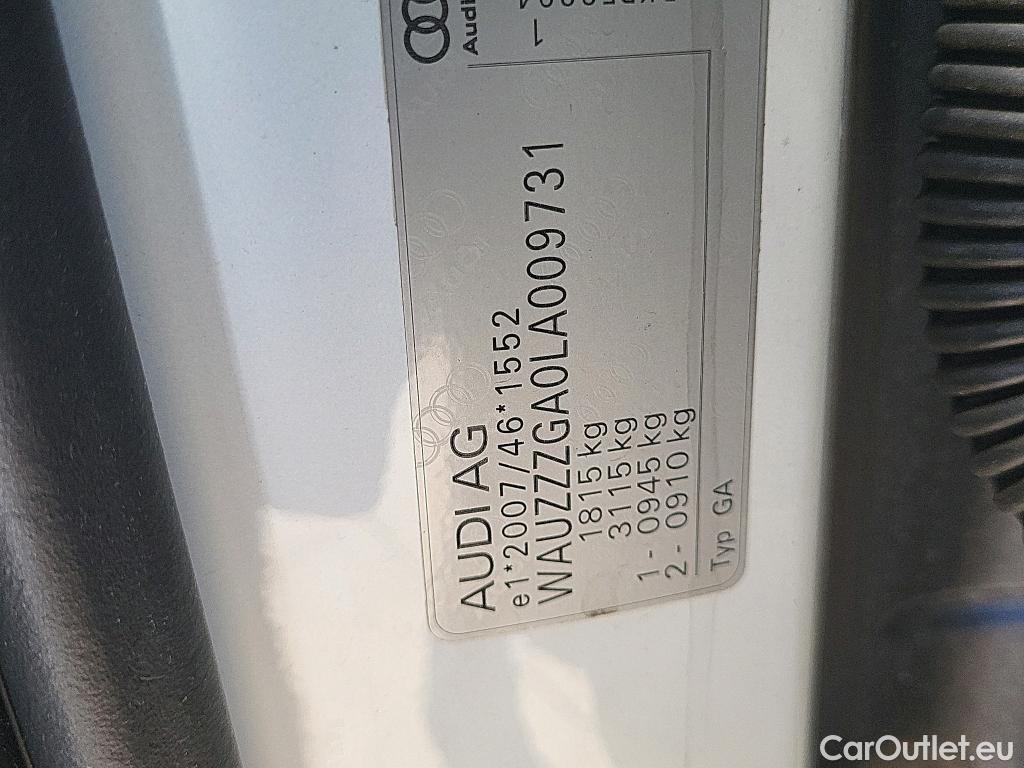 AUDI AG
e1*2007/46*1552
WAUZZZGA0LA009731
1815 kg
3115 kg
1 - 0945 kg
2 - 0910 kg
Typ GA
Audi
CarOutlet.eu